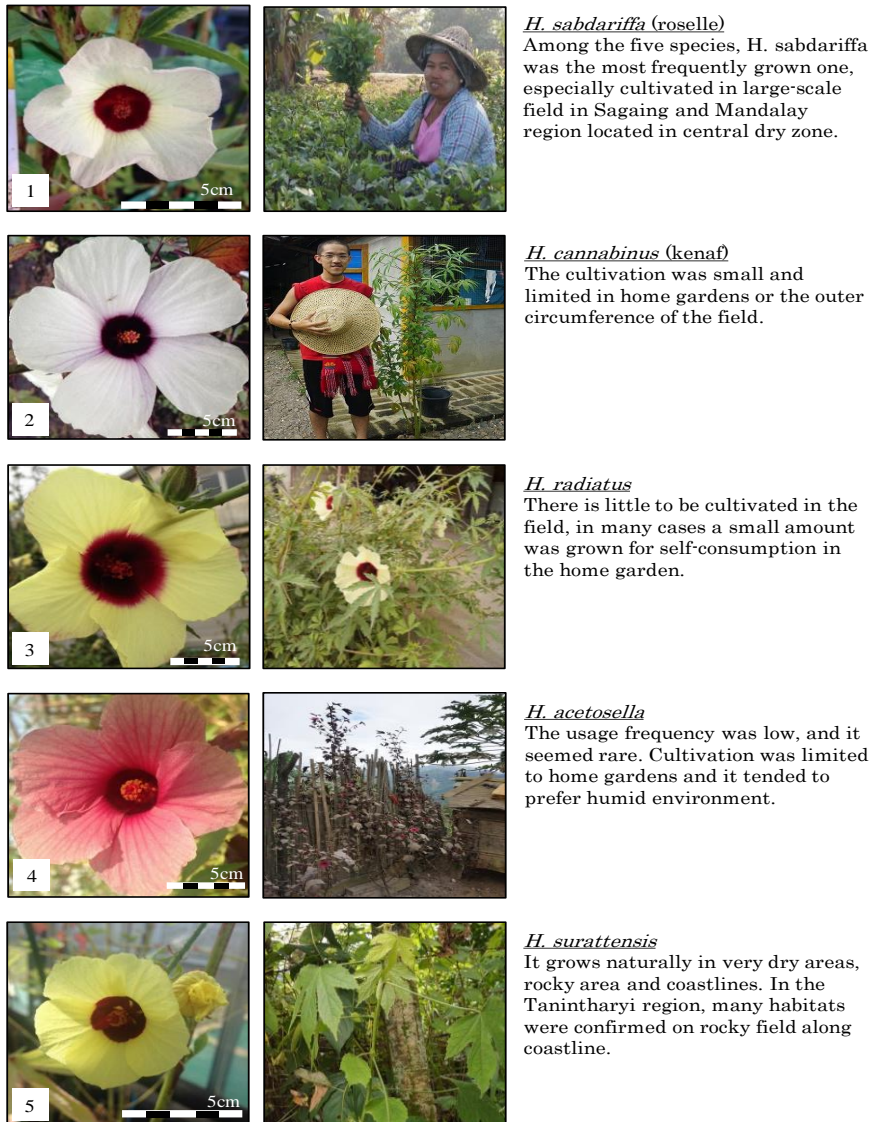 H. sabdariffa (roselle)
Among the five species, H. sabdariffa
was the most frequently grown one,
especially cultivated in large-scale
field in Sagaing and Mandalay
region located in central dry zone.
1
5cm
H. cannabinus (kenaf)
The cultivation was small and
limited in home gardens or the outer
circumference of the field.
2
5cm
H. radiatus
There is little to be cultivated in the
field, in many cases a small amount
was grown for self-consumption in
the home garden.
3
5cm
H. acetosella
The usage frequency was low, and it
seemed rare. Cultivation was limited
to home gardens and it tended to
prefer humid environment.
4
5cm
H. surattensis
It grows naturally in very dry areas,
rocky area and coastlines. In the
Tanintharyi region, many habitats
were confirmed on rocky field along
coastline.
5
5cm